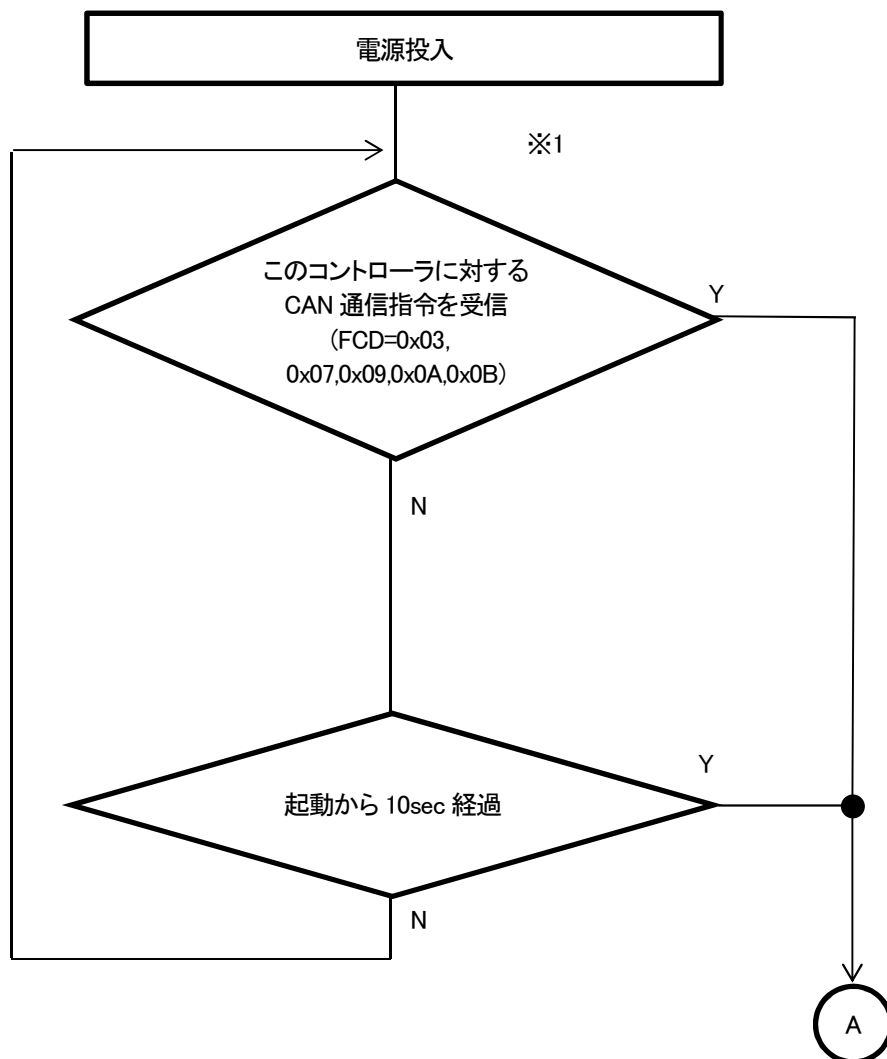 電源投入
※1
このコントローラに対する
CAN 通信指令を受信
(FCD=0x03,
0x07,0x09,0x0A,0x0B)
Y
N
起動から 10sec 経過
Y
N
A